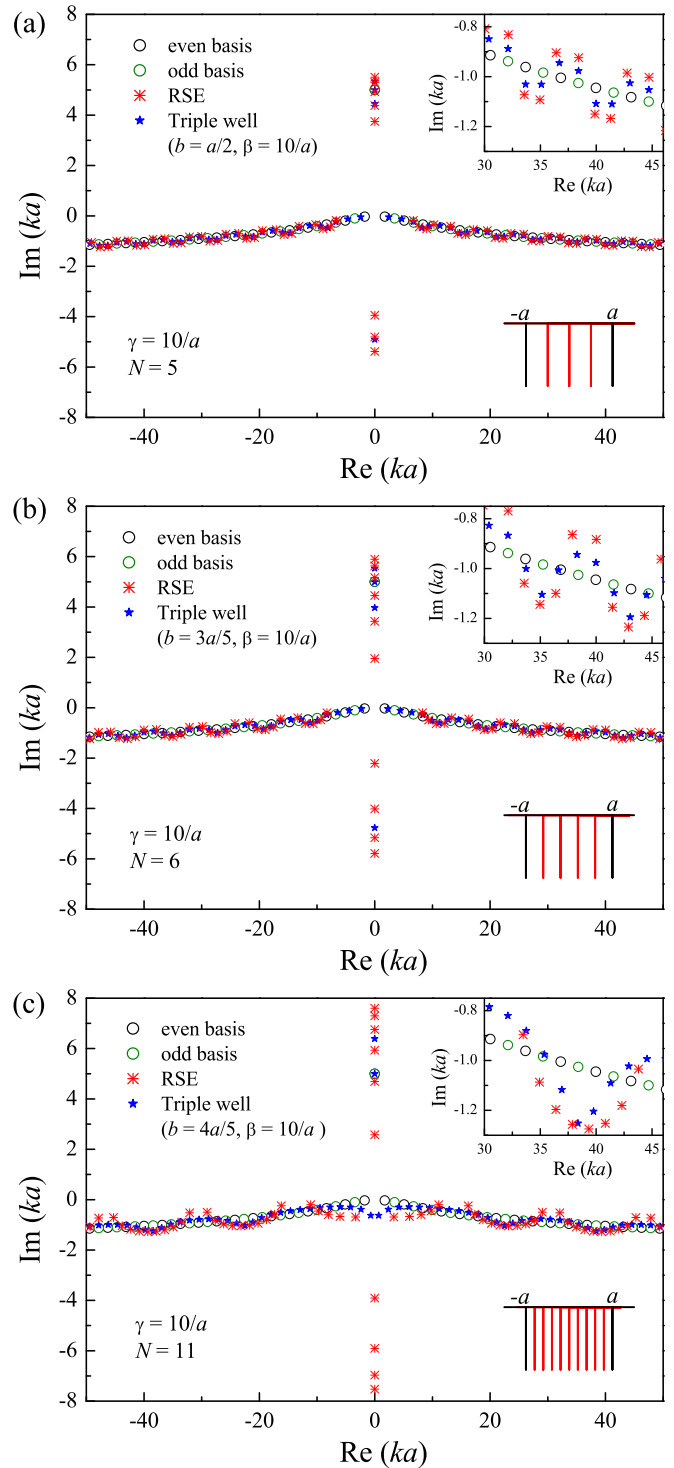 (a)
8
6
4
2
0
-2
-4
-6
-8
Im (ka)
even basis
odd basis
RSE
Triple well
(b = a/2, β = 10/a)
-0.8
-1.0
-1.2
Im (ka)
30 35 40 45
Re (ka)
γ = 10/a
N = 5
-a a
-40 -20 0 20 40
Re (ka)
(b)
8
6
4
2
0
-2
-4
-6
-8
Im (ka)
even basis
odd basis
RSE
Triple well
(b = 3a/5, β = 10/a)
-0.8
-1.0
-1.2
Im (ka)
30 35 40 45
Re (ka)
γ = 10/a
N = 6
-a a
-40 -20 0 20 40
Re (ka)
(c)
8
6
4
2
0
-2
-4
-6
-8
Im (ka)
even basis
odd basis
RSE
Triple well
(b = 4a/5, β = 10/a )
-0.8
-1.0
-1.2
Im (ka)
30 35 40 45
Re (ka)
γ = 10/a
N = 11
-a a
-40 -20 0 20 40
Re (ka)